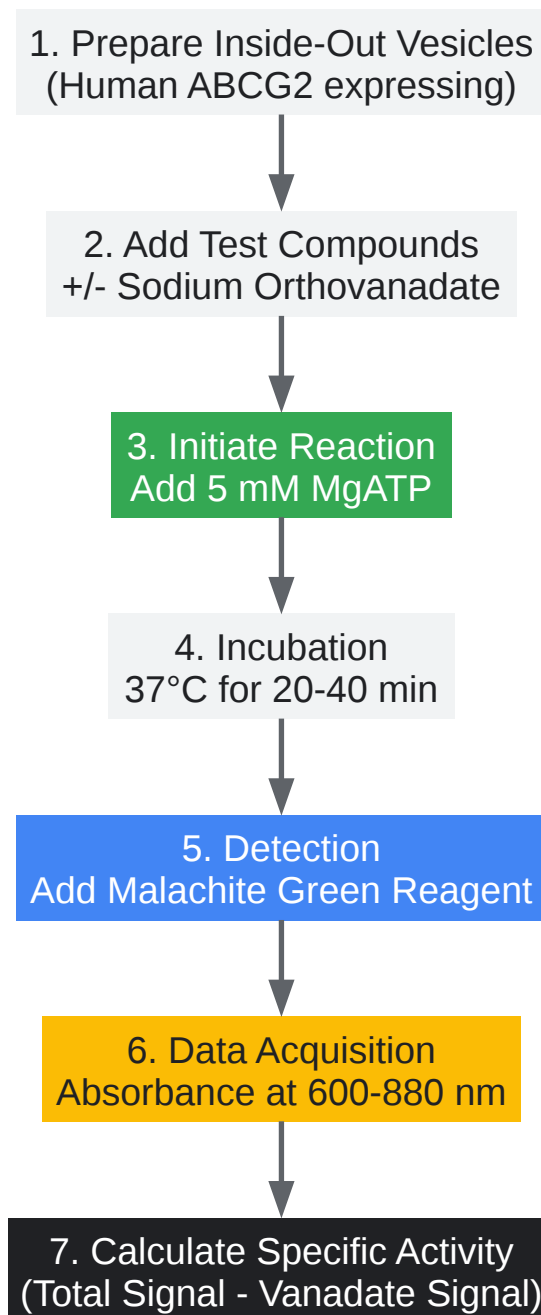 1. Prepare Inside-Out Vesicles
(Human ABCG2 expressing)
2. Add Test Compounds
+/- Sodium Orthovanadate
3. Initiate Reaction
Add 5 mM MgATP
4. Incubation
37°C for 20-40 min
5. Detection
Add Malachite Green Reagent
6. Data Acquisition
Absorbance at 600-880 nm
7. Calculate Specific Activity
(Total Signal - Vanadate Signal)